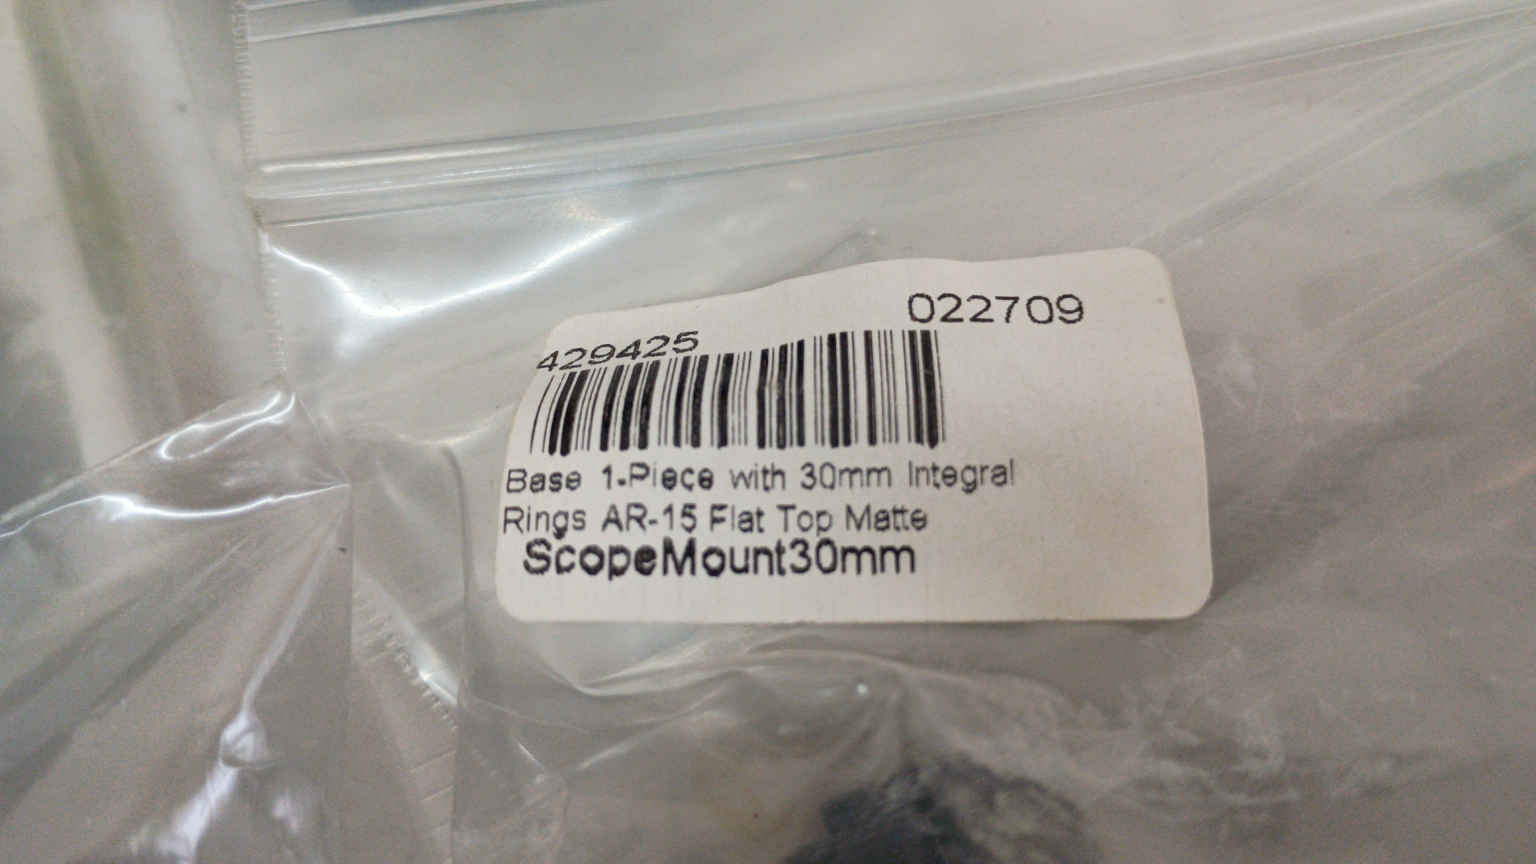 022709
429425
Base 1-Piece with 30mm Integral
Rings AR-15 Flat Top Matte
ScopeMount30mm